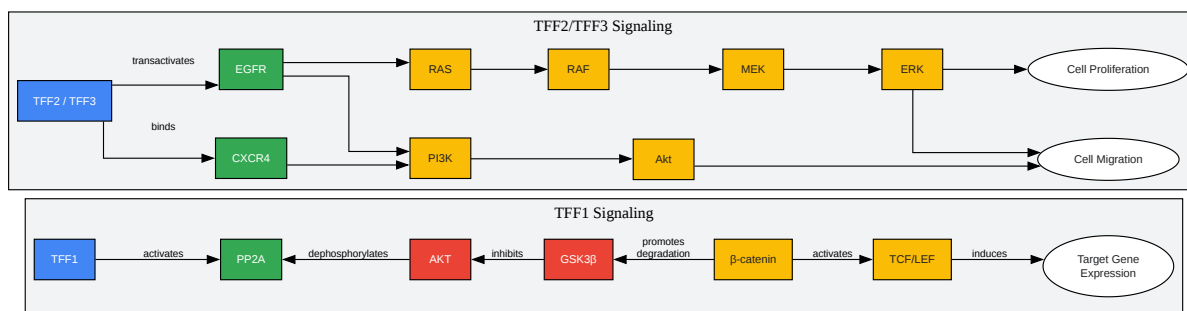 TFF2/TFF3 Signaling
transactivates
EGFR
RAS
RAF
MEK
ERK
Cell Proliferation
TFF2 / TFF3
binds
CXCR4
PI3K
Akt
Cell Migration
TFF1 Signaling
TFF1
activates
PP2A
dephosphorylates
AKT
inhibits
GSK3β
promotes
degradation
β-catenin
activates
TCF/LEF
induces
Target Gene
Expression